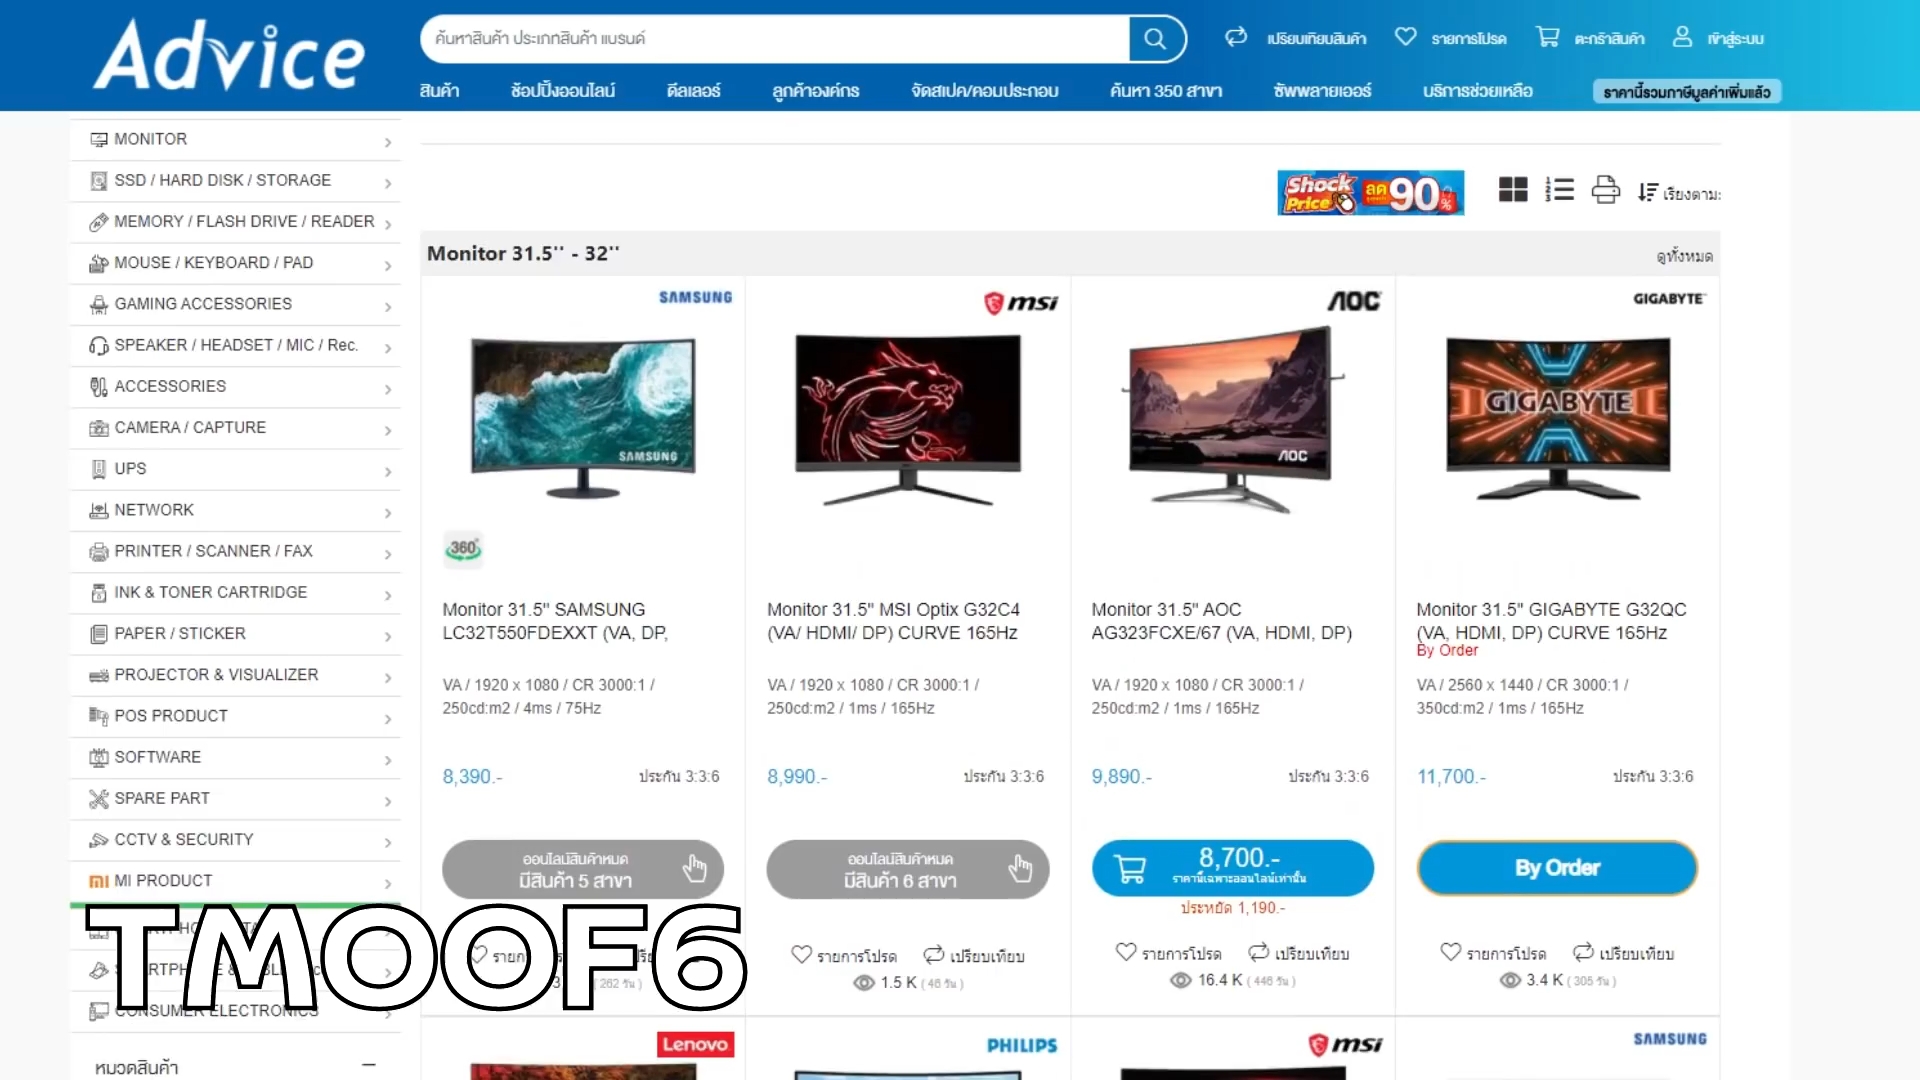 Advice
ค้นหาสินค้า ประเภทสินค้า แบรนด์
เปรียบเทียบสินค้า
รายการโปรด
ตะกร้าสินค้า
เข้าสู่ระบบ
สินค้า
ช้อปปิ้งออนไลน์
ดีลเลอร์
ลูกค้าองค์กร
จัดสเปค/คอมประกอบ
ค้นหา 350 สาขา
ซัพพลายเออร์
บริการช่วยเหลือ
ราคานี้รวมภาษีมูลค่าเพิ่มแล้ว
MONITOR
SSD / HARD DISK / STORAGE
MEMORY / FLASH DRIVE / READER
MOUSE / KEYBOARD / PAD
GAMING ACCESSORIES
SPEAKER / HEADSET / MIC / Rec.
ACCESSORIES
CAMERA / CAPTURE
UPS
NETWORK
PRINTER / SCANNER / FAX
INK & TONER CARTRIDGE
PAPER / STICKER
PROJECTOR & VISUALIZER
POS PRODUCT
SOFTWARE
SPARE PART
CCTV & SECURITY
MI PRODUCT
CONSUMER ELECTRONICS
หมวดสินค้า
TMOOF6
Shock Price ลด 90%
เรียงตาม:
Monitor 31.5'' - 32''
ดูทั้งหมด
SAMSUNG
SAMSUNG
360°
Monitor 31.5" SAMSUNG
LC32T550FDEXXT (VA, DP,
VA / 1920 x 1080 / CR 3000:1 /
250cd:m2 / 4ms / 75Hz
8,390.-
ประกัน 3:3:6
ออนไลน์สินค้าหมด
มีสินค้า 5 สาขา
( 262 วัน )
msi
Monitor 31.5" MSI Optix G32C4
(VA/ HDMI/ DP) CURVE 165Hz
VA / 1920 x 1080 / CR 3000:1 /
250cd:m2 / 1ms / 165Hz
8,990.-
ประกัน 3:3:6
ออนไลน์สินค้าหมด
มีสินค้า 6 สาขา
รายการโปรด
เปรียบเทียบ
1.5 K ( 46 วัน )
AOC
AOC
Monitor 31.5" AOC
AG323FCXE/67 (VA, HDMI, DP)
VA / 1920 x 1080 / CR 3000:1 /
250cd:m2 / 1ms / 165Hz
9,890.-
ประกัน 3:3:6
8,700.-
ราคานี้เฉพาะออนไลน์เท่านั้น
ประหยัด 1,190.-
รายการโปรด
เปรียบเทียบ
16.4 K ( 446 วัน )
GIGABYTE
GIGABYTE
Monitor 31.5" GIGABYTE G32QC
(VA, HDMI, DP) CURVE 165Hz
By Order
VA / 2560 x 1440 / CR 3000:1 /
350cd:m2 / 1ms / 165Hz
11,700.-
ประกัน 3:3:6
By Order
รายการโปรด
เปรียบเทียบ
3.4 K ( 305 วัน )
Lenovo
PHILIPS
msi
SAMSUNG